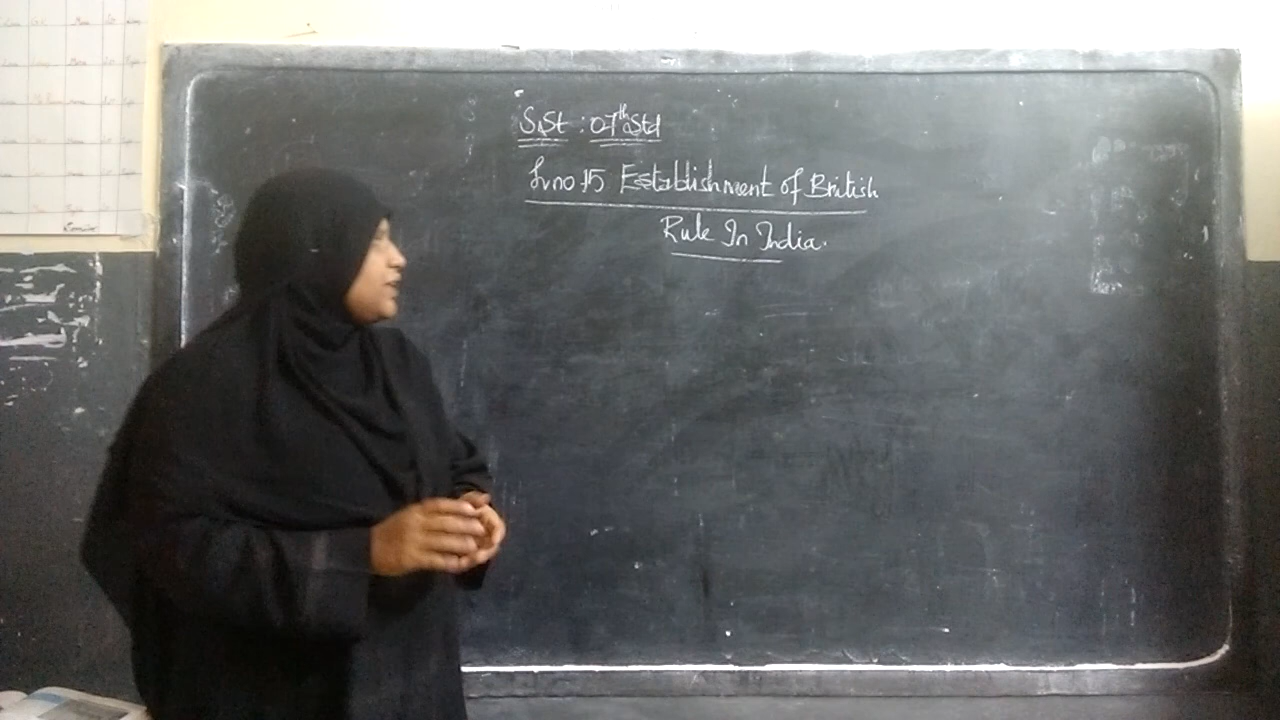 S.St : 07th Std
L.no 15 Establishment of British
Rule In India.